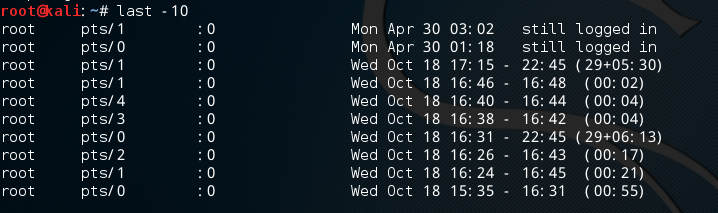 root@kali:~# last -10
root pts/1 :0 Mon Apr 30 03:02 still logged in
root pts/0 :0 Mon Apr 30 01:18 still logged in
root pts/1 :0 Wed Oct 18 17:15 - 22:45 (29+05:30)
root pts/1 :0 Wed Oct 18 16:46 - 16:48 (00:02)
root pts/4 :0 Wed Oct 18 16:40 - 16:44 (00:04)
root pts/3 :0 Wed Oct 18 16:38 - 16:42 (00:04)
root pts/0 :0 Wed Oct 18 16:31 - 22:45 (29+06:13)
root pts/2 :0 Wed Oct 18 16:26 - 16:43 (00:17)
root pts/1 :0 Wed Oct 18 16:24 - 16:45 (00:21)
root pts/0 :0 Wed Oct 18 15:35 - 16:31 (00:55)